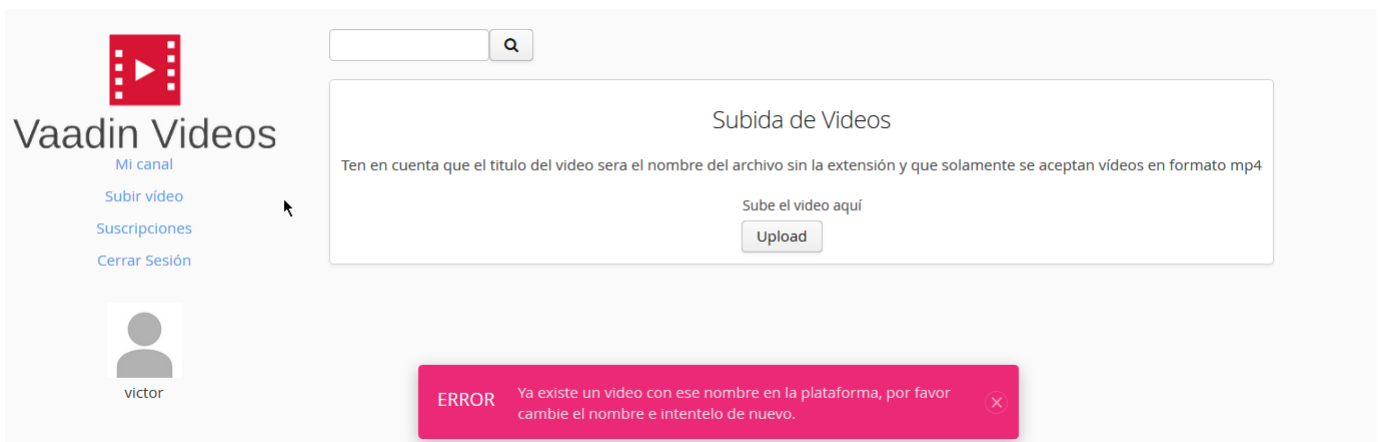 Vaadin Videos
Mi canal
Subir vídeo
Suscripciones
Cerrar Sesión
victor
Subida de Videos
Ten en cuenta que el titulo del video sera el nombre del archivo sin la extensión y que solamente se aceptan vídeos en formato mp4
Sube el video aquí
Upload
ERROR
Ya existe un video con ese nombre en la plataforma, por favor
cambie el nombre e intentelo de nuevo.